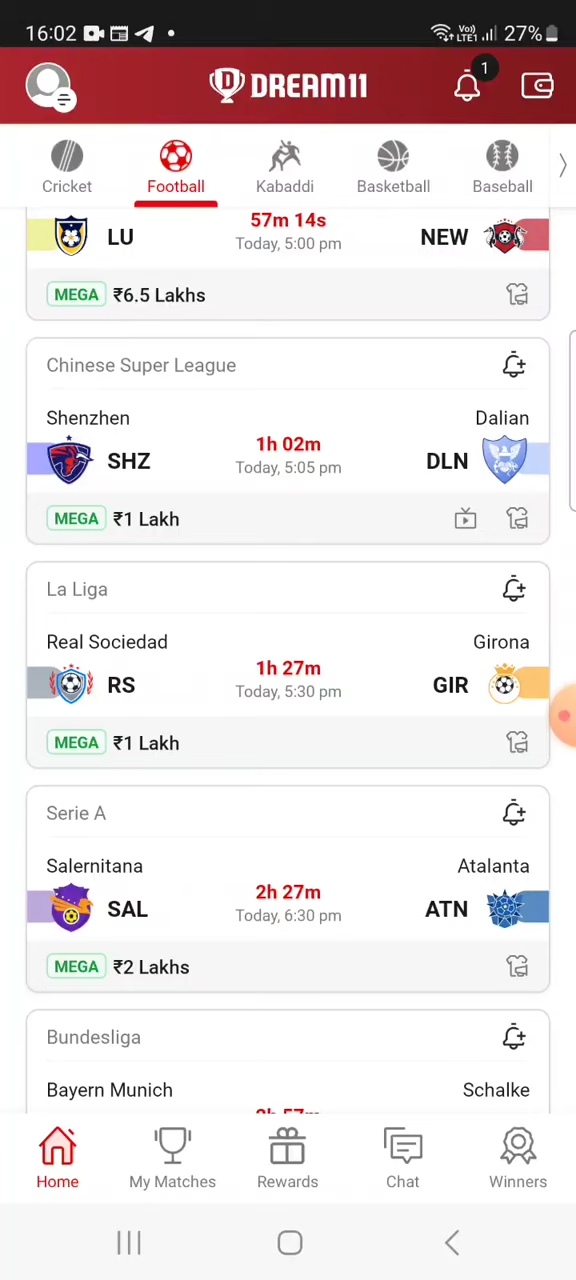 16:02
Vo)) LTE1 27%
DREAM11
1
Cricket Football Kabaddi Basketball Baseball
LU 57m 14s NEW
Today, 5:00 pm
MEGA ₹6.5 Lakhs
Chinese Super League
Shenzhen Dalian
SHZ 1h 02m DLN
Today, 5:05 pm
MEGA ₹1 Lakh
La Liga
Real Sociedad Girona
RS 1h 27m GIR
Today, 5:30 pm
MEGA ₹1 Lakh
Serie A
Salernitana Atalanta
SAL 2h 27m ATN
Today, 6:30 pm
MEGA ₹2 Lakhs
Bundesliga
Bayern Munich Schalke
Home My Matches Rewards Chat Winners